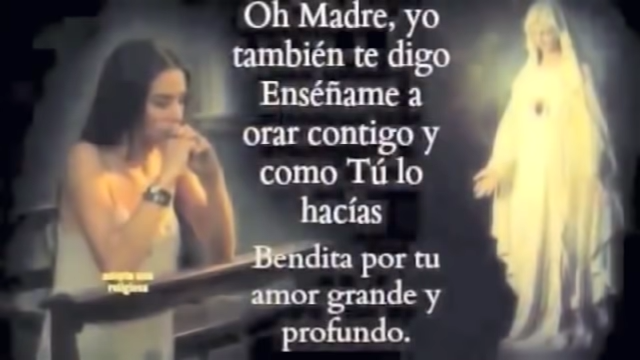 Oh Madre, yo
también te digo
Enséñame a
orar contigo y
como Tú lo
hacías
Bendita por tu
amor grande y
profundo.
religiosa